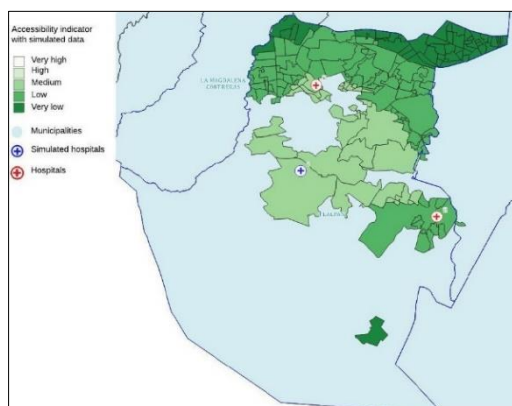 Accessibility indicator
with simulated data
Very high
High
Medium
Low
Very low
Municipalities
Simulated hospitals
Hospitals
LA MAGDALENA
CONTRERAS
TLALPAN